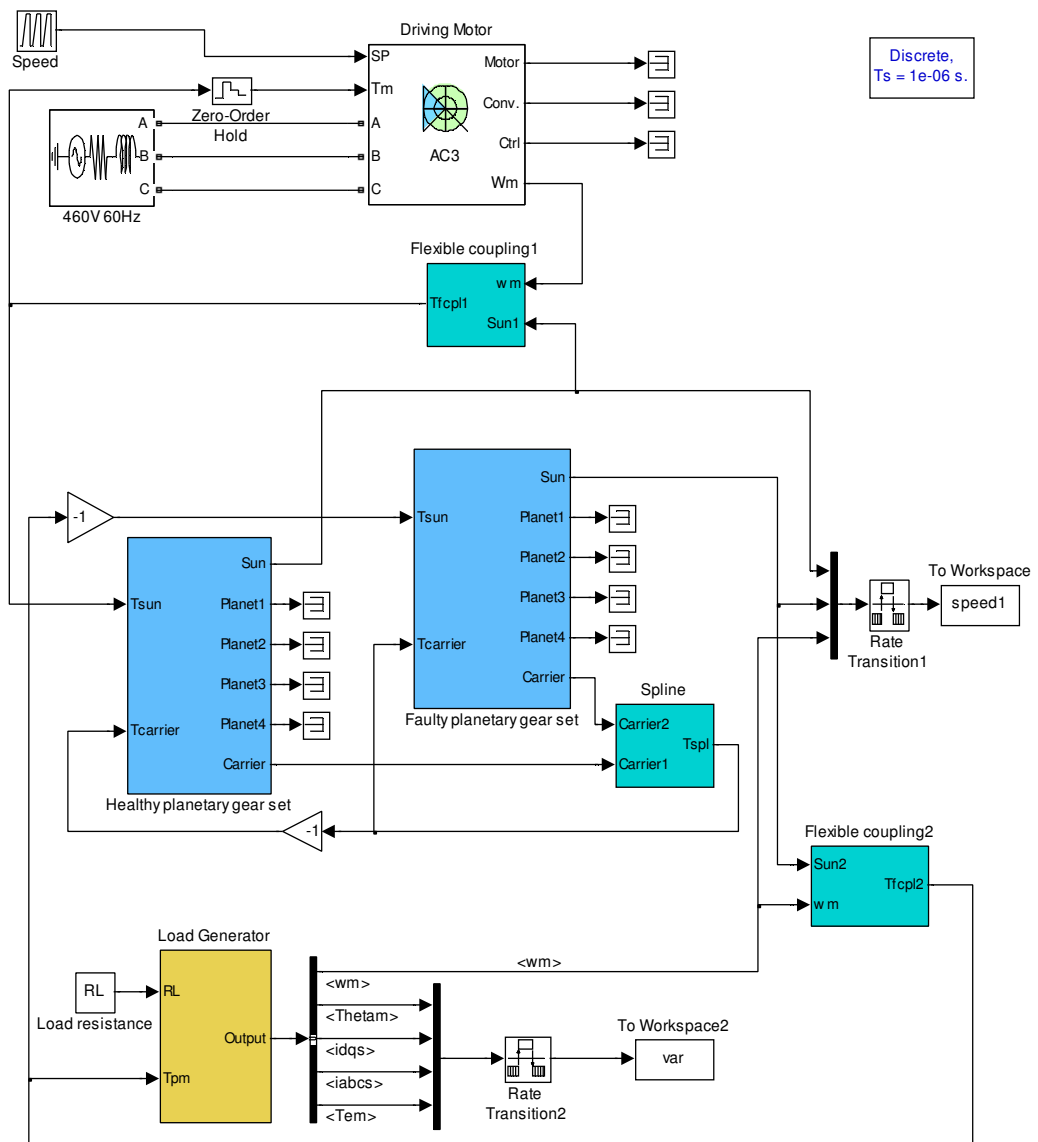 Driving Motor
Speed
SP
Tm
A
B
C
Motor
Conv.
Ctrl
Wm
AC3
Discrete,
Ts = 1e-06 s.
Zero-Order
Hold
A
B
C
460V 60Hz
Flexible coupling1
wm
Tfcpl1
Sun1
-1
Tsun
Tcarrier
Sun
Planet1
Planet2
Planet3
Planet4
Carrier
Faulty planetary gear set
Tsun
Tcarrier
Sun
Planet1
Planet2
Planet3
Planet4
Carrier
Healthy planetary gear set
To Workspace
speed1
Rate
Transition1
Spline
Carrier2
Tspl
Carrier1
-1
Flexible coupling2
Sun2
Tfcpl2
wm
Load Generator
RL
Load resistance
RL
Output
Tpm
<wm>
<wm>
<Thetam>
<idqs>
<iabcs>
<Tem>
Rate
Transition2
To Workspace2
var